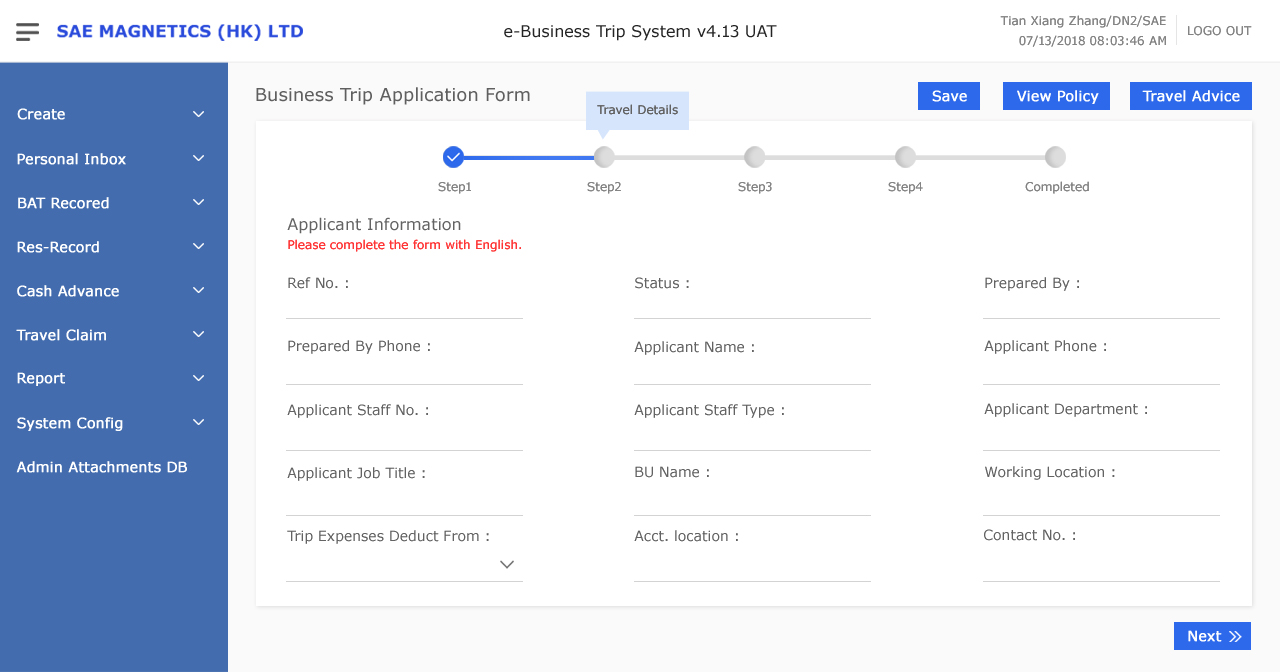 SAE MAGNETICS (HK) LTD
e-Business Trip System v4.13 UAT
Tian Xiang Zhang/DN2/SAE
07/13/2018 08:03:46 AM
LOGO OUT
Create
Personal Inbox
BAT Recored
Res-Record
Cash Advance
Travel Claim
Report
System Config
Admin Attachments DB
Business Trip Application Form
Save
View Policy
Travel Advice
Travel Details
Step1
Step2
Step3
Step4
Completed
Applicant Information
Please complete the form with English.
Ref No. :
Status :
Prepared By :
Prepared By Phone :
Applicant Name :
Applicant Phone :
Applicant Staff No. :
Applicant Staff Type :
Applicant Department :
Applicant Job Title :
BU Name :
Working Location :
Trip Expenses Deduct From :
Acct. location :
Contact No. :
Next